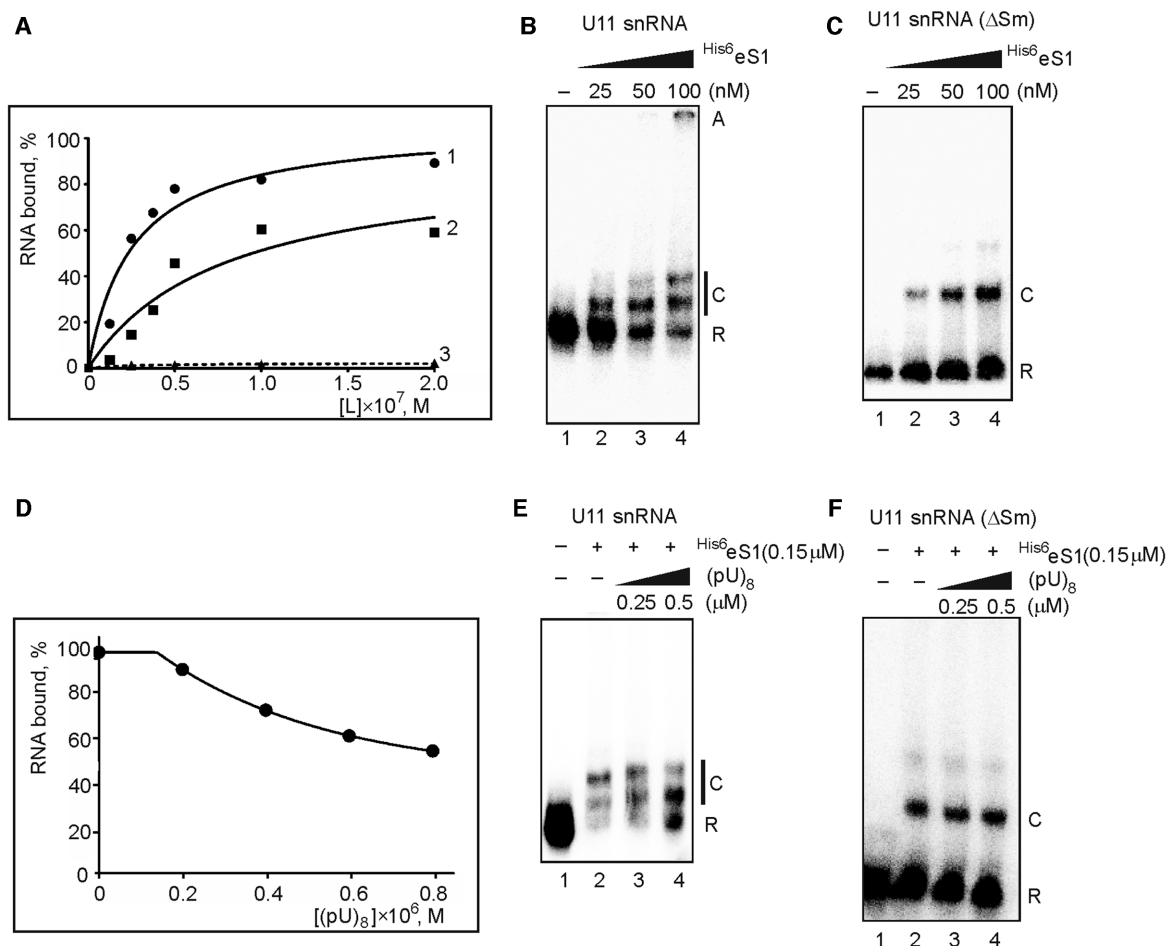 A
RNA bound, %
100
80
60
40
20
0
0 0.5 1.0 1.5 2.0
[L]×10⁷, M
1
2
3
B
U11 snRNA
His6eS1
– 25 50 100 (nM)
A
C
R
1 2 3 4
C
U11 snRNA (ΔSm)
His6eS1
– 25 50 100 (nM)
C
R
1 2 3 4
D
RNA bound, %
100
80
60
40
20
0
0 0.2 0.4 0.6 0.8
[(pU)₈]×10⁶, M
E
U11 snRNA
– + + + His6eS1(0.15μM)
– – (pU)₈
0.25 0.5 (μM)
C
R
1 2 3 4
F
U11 snRNA (ΔSm)
– + + + His6eS1(0.15μM)
– – (pU)₈
0.25 0.5 (μM)
C
R
1 2 3 4